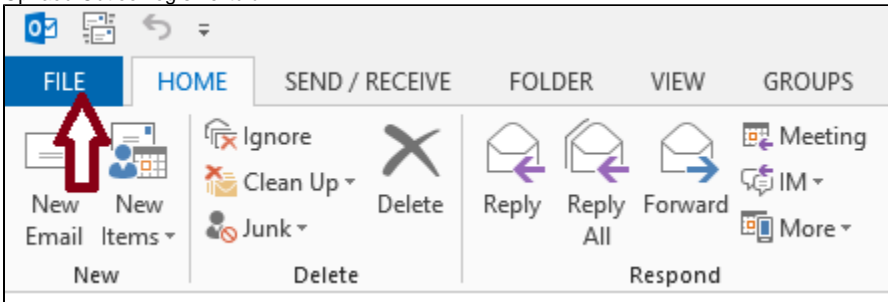 FILE HOME SEND / RECEIVE FOLDER VIEW GROUPS
Ignore
Clean Up
Junk
New Email
New Items
Delete
Reply
Reply All
Forward
Meeting
IM
More
New Delete Respond